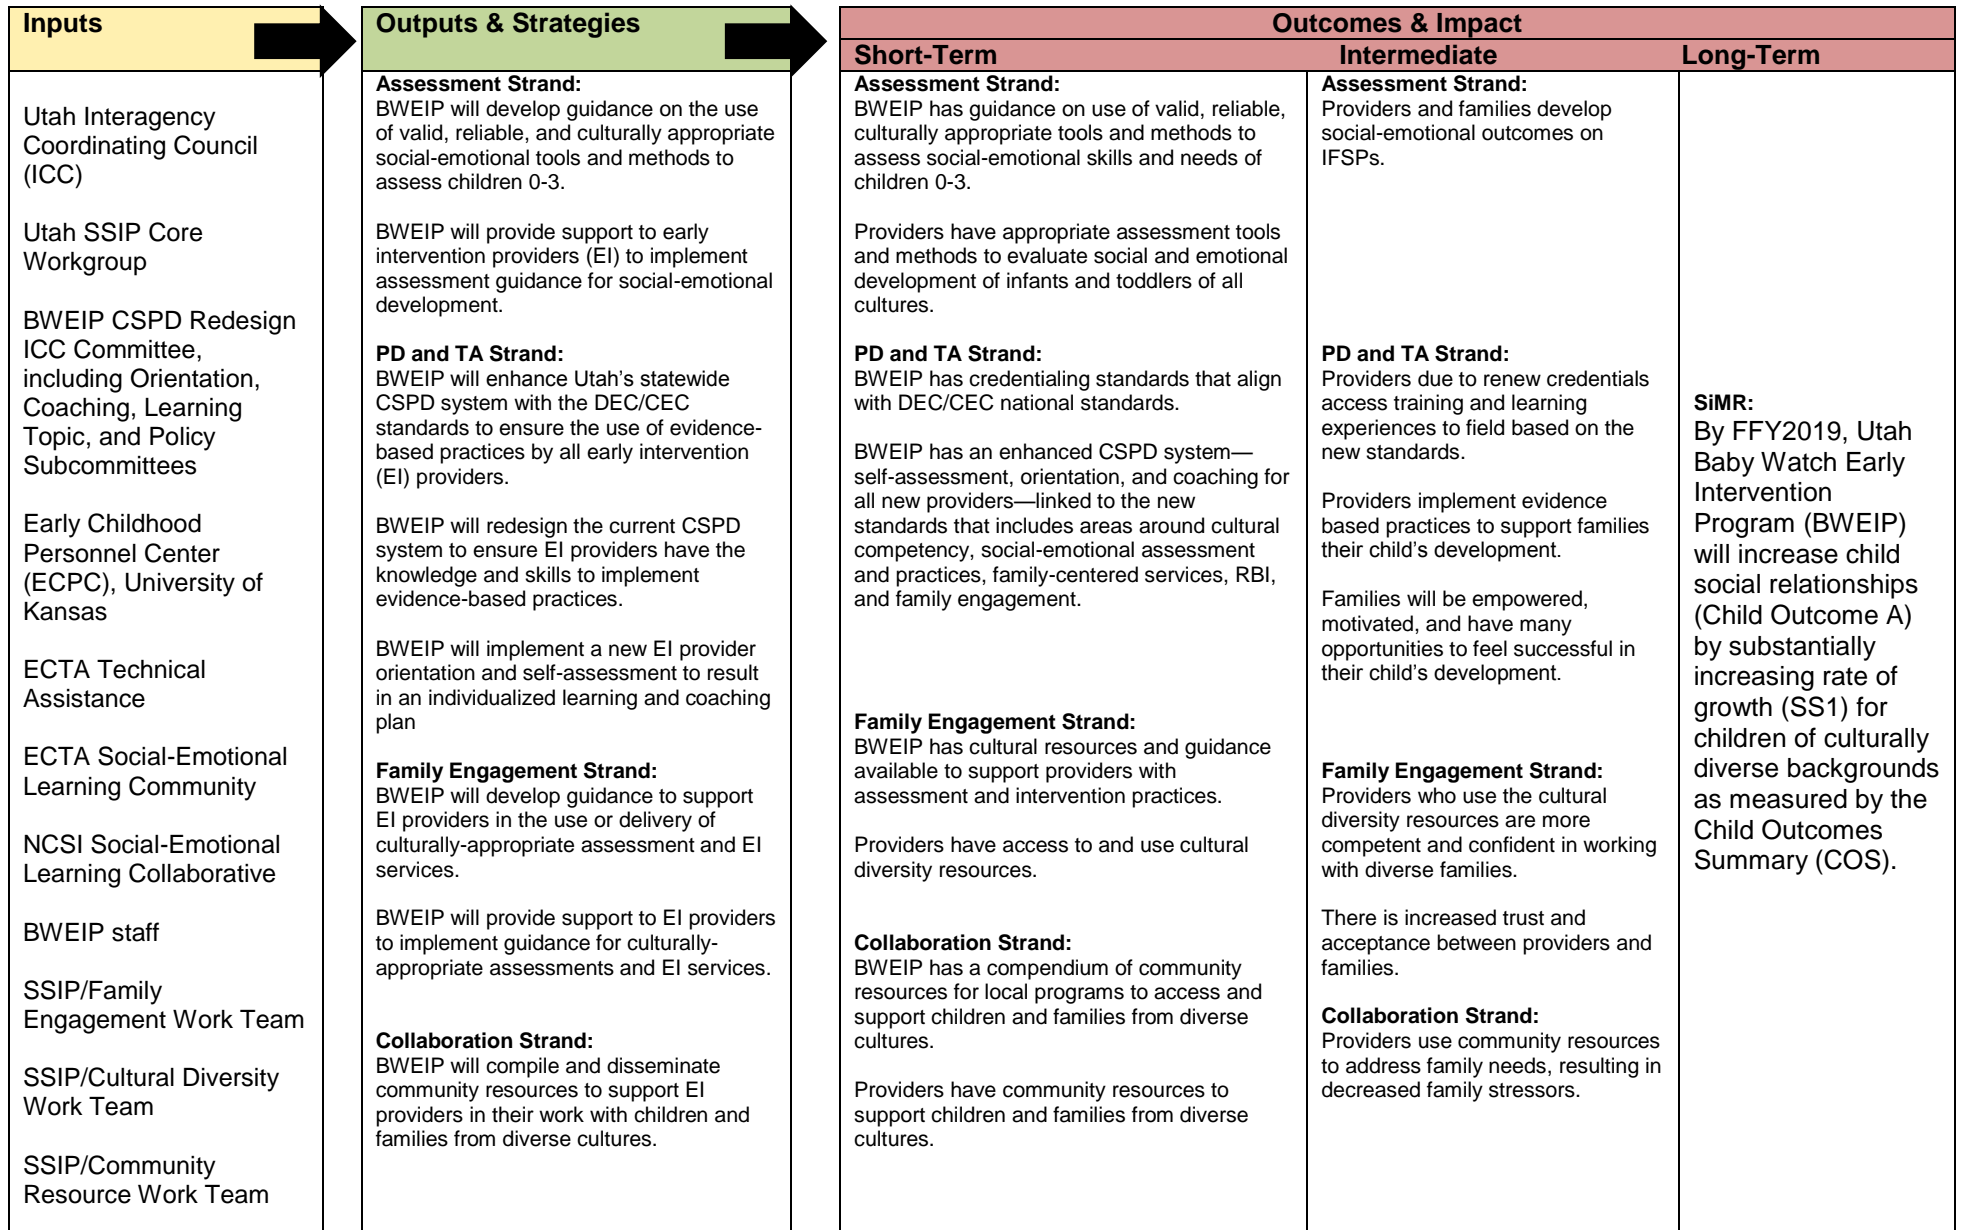 Inputs
Utah Interagency
Coordinating Council
(ICC)
Utah SSIP Core
Workgroup
BWEIP CSPD Redesign
ICC Committee,
including Orientation,
Coaching, Learning
Topic, and Policy
Subcommittees
Early Childhood
Personnel Center
(ECPC), University of
Kansas
ECTA Technical
Assistance
ECTA Social-Emotional
Learning Community
NCSI Social-Emotional
Learning Collaborative
BWEIP staff
SSIP/Family
Engagement Work Team
SSIP/Cultural Diversity
Work Team
SSIP/Community
Resource Work Team
Outputs & Strategies
Assessment Strand:
BWEIP will develop guidance on the use
of valid, reliable, and culturally appropriate
social-emotional tools and methods to
assess children 0-3.
BWEIP will provide support to early
intervention providers (EI) to implement
assessment guidance for social-emotional
development.
PD and TA Strand:
BWEIP will enhance Utah's statewide
CSPD system with the DEC/CEC
standards to ensure the use of evidence-
based practices by all early intervention
(EI) providers.
BWEIP will redesign the current CSPD
system to ensure EI providers have the
knowledge and skills to implement
evidence-based practices.
BWEIP will implement a new EI provider
orientation and self-assessment to result
in an individualized learning and coaching
plan
Family Engagement Strand:
BWEIP will develop guidance to support
EI providers in the use or delivery of
culturally-appropriate assessment and EI
services.
BWEIP will provide support to EI providers
to implement guidance for culturally-
appropriate assessments and EI services.
Collaboration Strand:
BWEIP will compile and disseminate
community resources to support EI
providers in their work with children and
families from diverse cultures.
Outcomes & Impact
Short-Term
Assessment Strand:
BWEIP has guidance on use of valid, reliable,
culturally appropriate tools and methods to
assess social-emotional skills and needs of
children 0-3.
Providers have appropriate assessment tools
and methods to evaluate social and emotional
development of infants and toddlers of all
cultures.
PD and TA Strand:
BWEIP has credentialing standards that align
with DEC/CEC national standards.
BWEIP has an enhanced CSPD system—
self-assessment, orientation, and coaching for
all new providers—linked to the new
standards that includes areas around cultural
competency, social-emotional assessment
and practices, family-centered services, RBI,
and family engagement.
Family Engagement Strand:
BWEIP has cultural resources and guidance
available to support providers with
assessment and intervention practices.
Providers have access to and use cultural
diversity resources.
Collaboration Strand:
BWEIP has a compendium of community
resources for local programs to access and
support children and families from diverse
cultures.
Providers have community resources to
support children and families from diverse
cultures.
Intermediate
Assessment Strand:
Providers and families develop
social-emotional outcomes on
IFSPs.
PD and TA Strand:
Providers due to renew credentials
access training and learning
experiences to field based on the
new standards.
Providers implement evidence
based practices to support families
their child's development.
Families will be empowered,
motivated, and have many
opportunities to feel successful in
their child's development.
Family Engagement Strand:
Providers who use the cultural
diversity resources are more
competent and confident in working
with diverse families.
There is increased trust and
acceptance between providers and
families.
Collaboration Strand:
Providers use community resources
to address family needs, resulting in
decreased family stressors.
Long-Term
SiMR:
By FFY2019, Utah
Baby Watch Early
Intervention
Program (BWEIP)
will increase child
social relationships
(Child Outcome A)
by substantially
increasing rate of
growth (SS1) for
children of culturally
diverse backgrounds
as measured by the
Child Outcomes
Summary (COS).